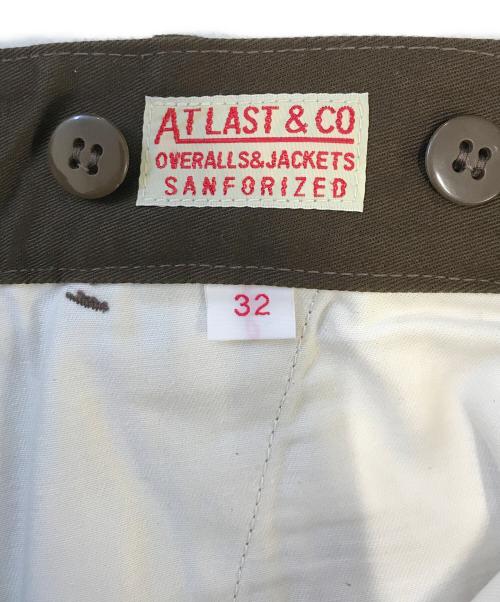 ATLAST & CO
OVERALLS&JACKETS
SANFORIZED
32